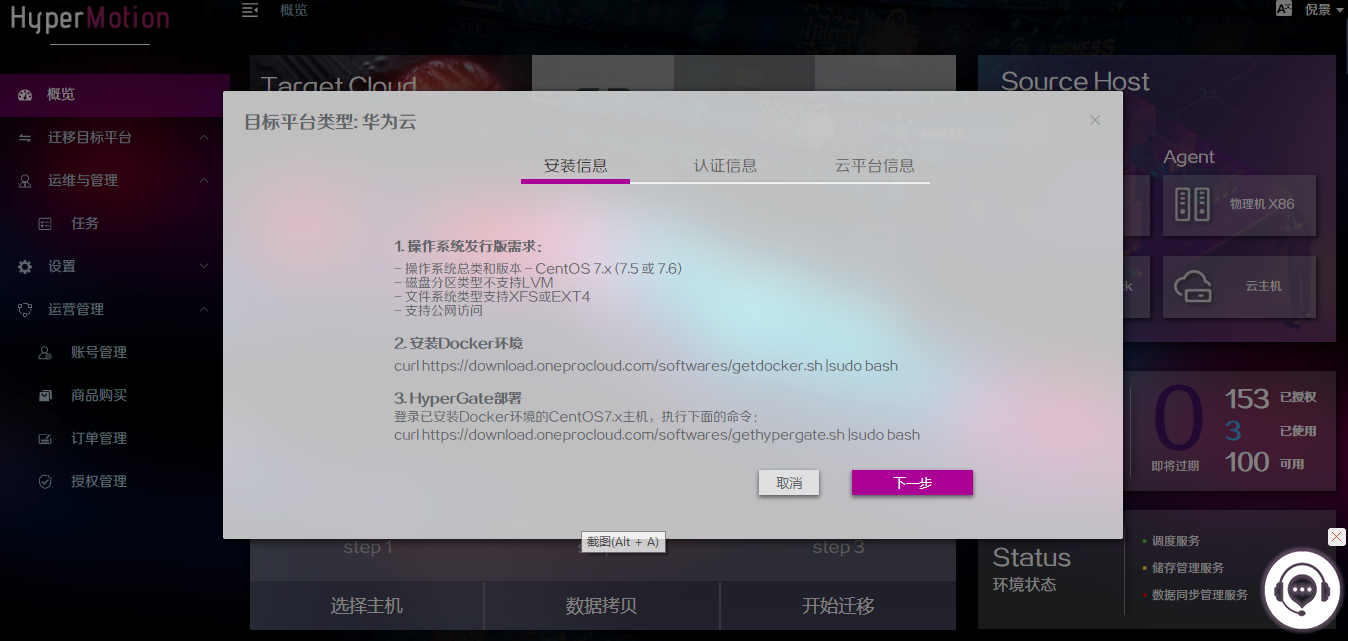 HyperMotion
概览
倪景
概览
迁移目标平台
运维与管理
任务
设置
运营管理
账号管理
商品购买
订单管理
授权管理
Target Cloud
Source Host
Agent
物理机 X86
云主机
目标平台类型: 华为云
安装信息
认证信息
云平台信息
1. 操作系统发行版需求:
– 操作系统总类和版本 – CentOS 7.x (7.5 或 7.6)
– 磁盘分区类型不支持LVM
– 文件系统类型支持XFS或EXT4
– 支持公网访问
2. 安装Docker环境
curl https://download.oneprocloud.com/softwares/getdocker.sh |sudo bash
3. HyperGate部署
登录已安装Docker环境的CentOS7.x主机，执行下面的命令:
curl https://download.oneprocloud.com/softwares/gethypergate.sh |sudo bash
取消
下一步
0
即将过期
153 已授权
3 已使用
100 可用
截图(Alt + A)
step 1
step 3
选择主机
数据拷贝
开始迁移
Status
环境状态
调度服务
储存管理服务
数据同步管理服务